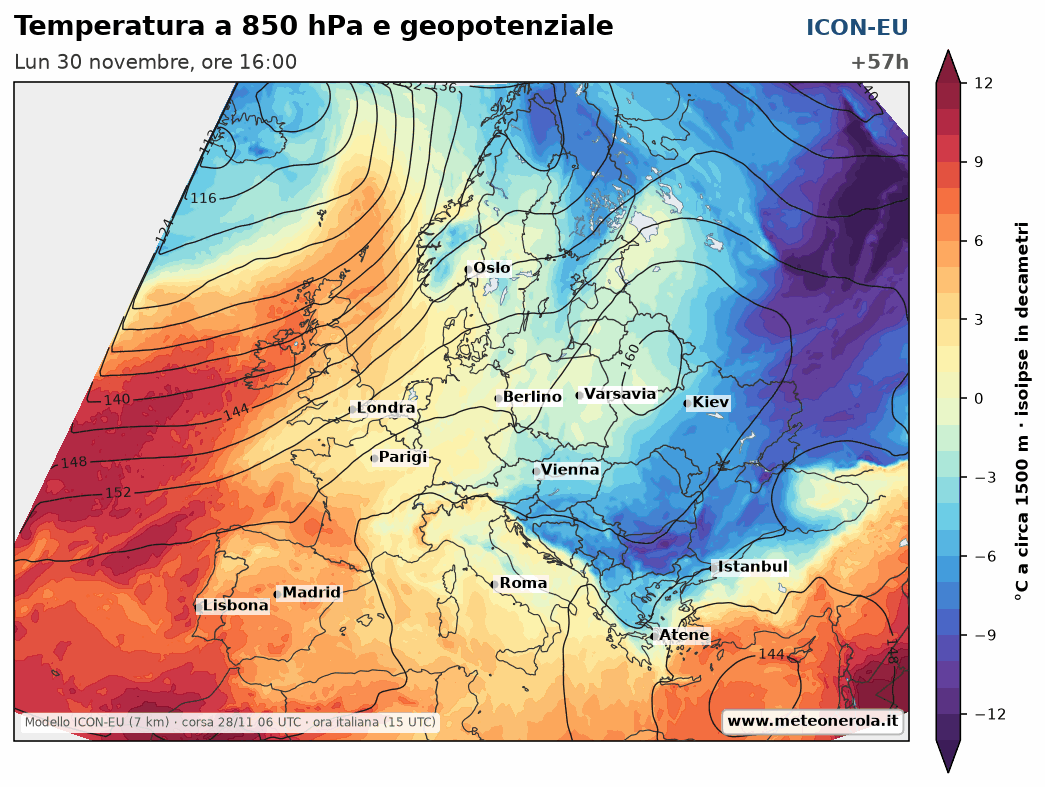 Temperatura a 850 hPa e geopotenziale
ICON-EU
Lun 30 novembre, ore 16:00
+57h
136
140
112
116
124
Oslo
160
Berlino
Varsavia
Kiev
140
144
Londra
148
Parigi
Vienna
152
Istanbul
Roma
Madrid
Lisbona
Atene
144
148
Modello ICON-EU (7 km) · corsa 28/11 06 UTC · ora italiana (15 UTC)
www.meteonerola.it
12
9
6
3
0
−3
−6
−9
−12
°C a circa 1500 m · isoipse in decametri